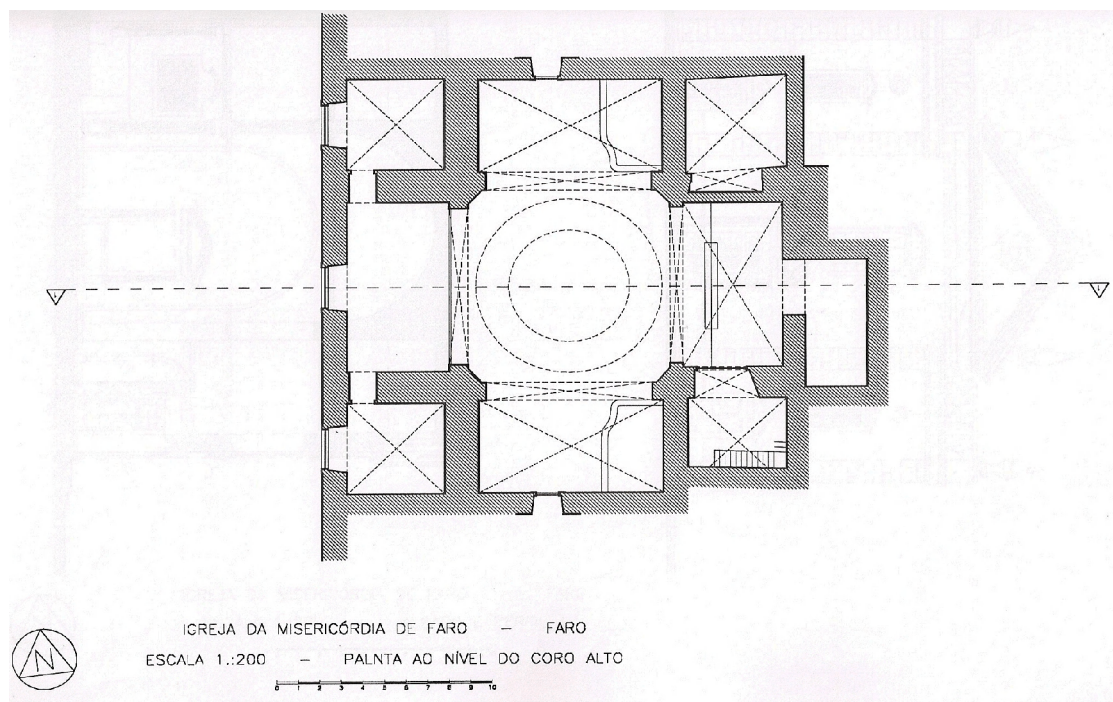 IGREJA DA MISERICÓRDIA DE FARO – FARO
ESCALA 1.:200 – PALNTA AO NÍVEL DO CORO ALTO
0 1 2 3 4 5 6 7 8 9 10
N